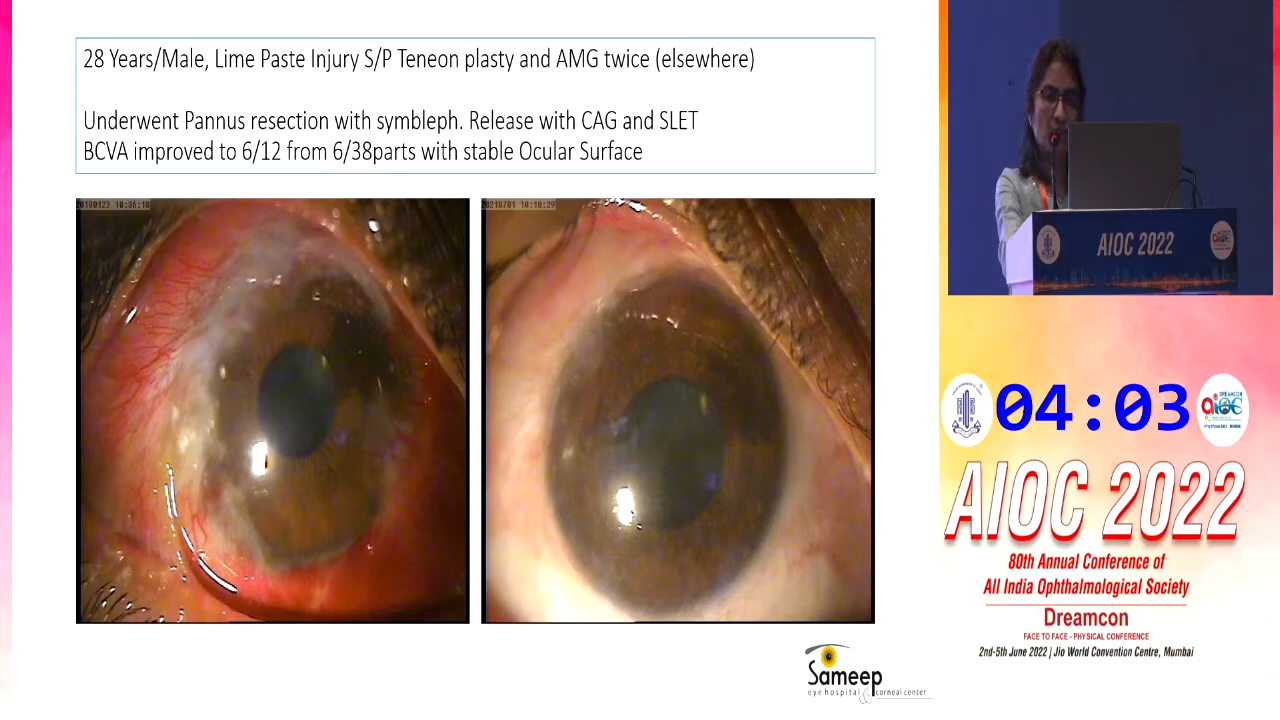 28 Years/Male, Lime Paste Injury S/P Teneon plasty and AMG twice (elsewhere)
Underwent Pannus resection with symbleph. Release with CAG and SLET
BCVA improved to 6/12 from 6/38parts with stable Ocular Surface
20190122 10:36:18
20210701 10:10:29
Sameep
eye hospital & corneal center
AIOC 2022
04:03
AIOC 2022
80th Annual Conference of
All India Ophthalmological Society
Dreamcon
FACE TO FACE - PHYSICAL CONFERENCE
2nd-5th June 2022 | Jio World Convention Centre, Mumbai